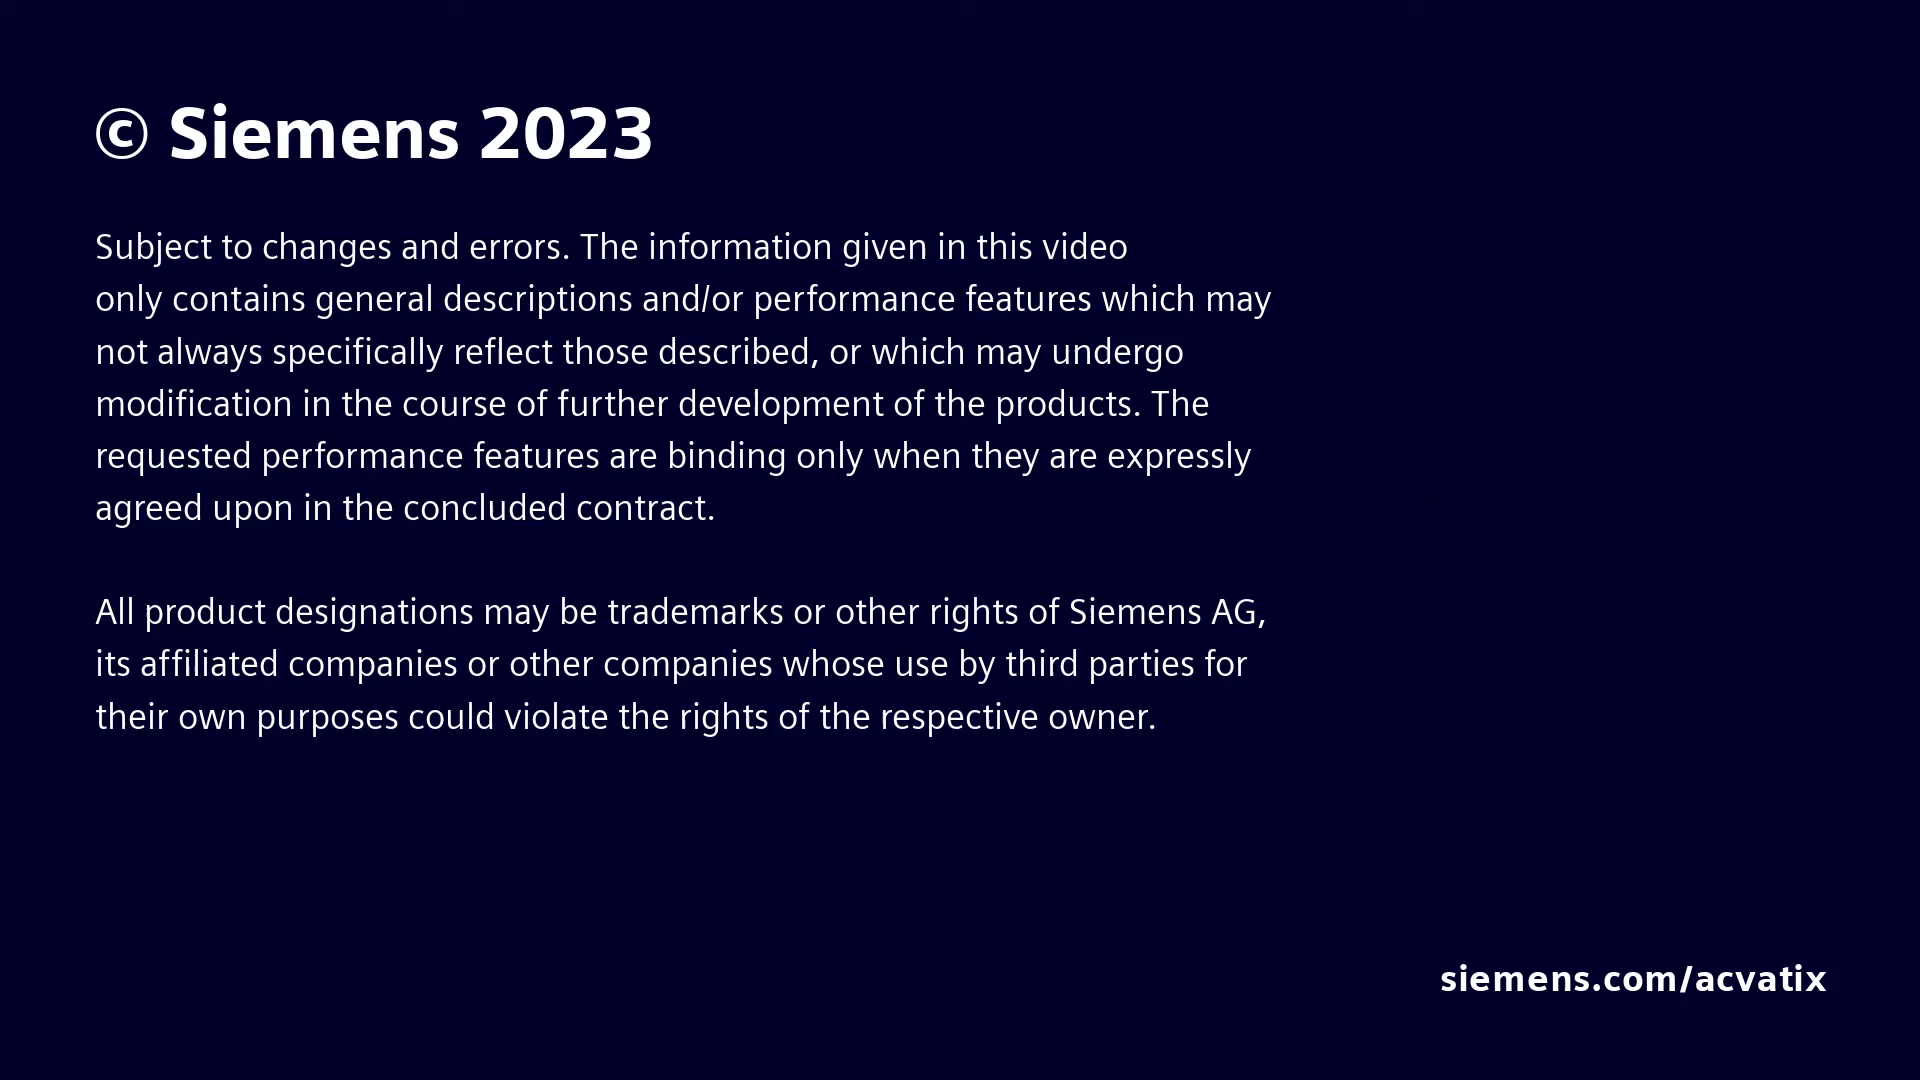 © Siemens 2023
Subject to changes and errors. The information given in this video
only contains general descriptions and/or performance features which may
not always specifically reflect those described, or which may undergo
modification in the course of further development of the products. The
requested performance features are binding only when they are expressly
agreed upon in the concluded contract.
All product designations may be trademarks or other rights of Siemens AG,
its affiliated companies or other companies whose use by third parties for
their own purposes could violate the rights of the respective owner.
siemens.com/acvatix